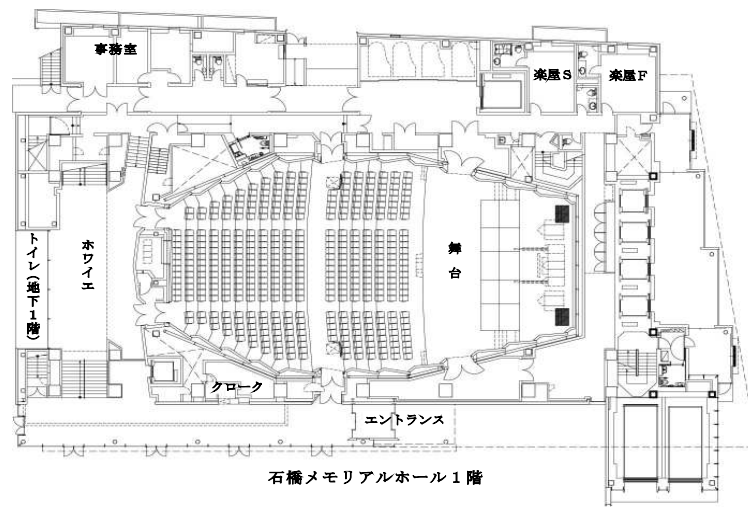 事務室
楽屋S
楽屋F
トイレ(地下1階)
ホワイエ
舞台
クローク
エントランス
石橋メモリアルホール1階